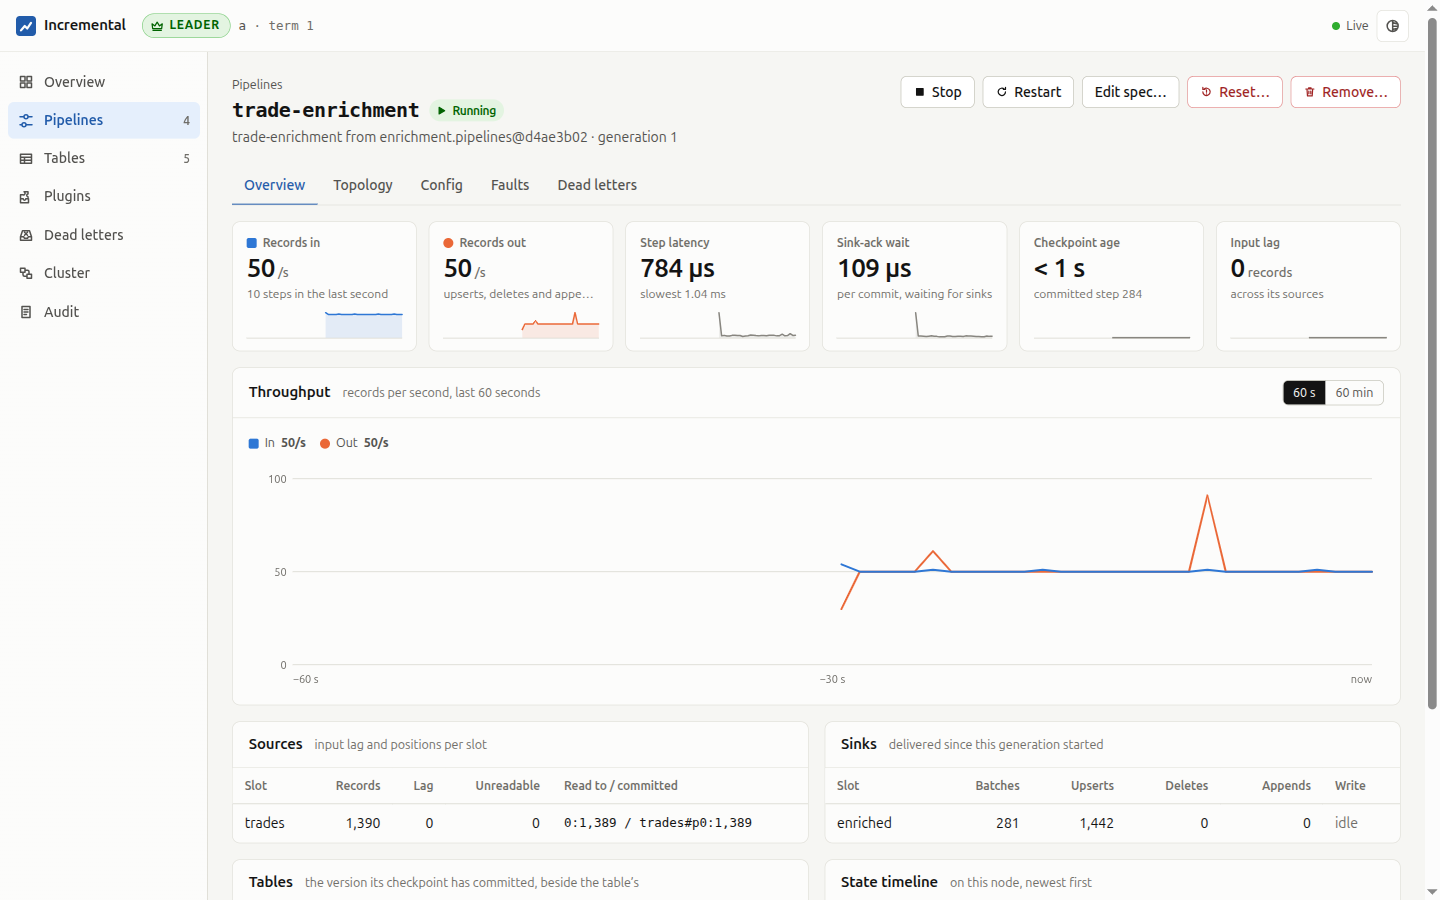 Incremental LEADER a · term 1 Live
Overview
Pipelines 4
Tables 5
Plugins
Dead letters
Cluster
Audit
Pipelines
trade-enrichment Running
trade-enrichment from enrichment.pipelines@d4ae3b02 · generation 1
Stop Restart Edit spec… Reset… Remove…
Overview Topology Config Faults Dead letters
Records in
50 /s
10 steps in the last second
Records out
50 /s
upserts, deletes and appe…
Step latency
784 µs
slowest 1.04 ms
Sink-ack wait
109 µs
per commit, waiting for sinks
Checkpoint age
< 1 s
committed step 284
Input lag
0 records
across its sources
Throughput records per second, last 60 seconds 60 s 60 min
In 50/s Out 50/s
100
50
0
−60 s −30 s now
Sources input lag and positions per slot
Slot Records Lag Unreadable Read to / committed
trades 1,390 0 0 0:1,389 / trades#p0:1,389
Sinks delivered since this generation started
Slot Batches Upserts Deletes Appends Write
enriched 281 1,442 0 0 idle
Tables the version its checkpoint has committed, beside the table's
State timeline on this node, newest first